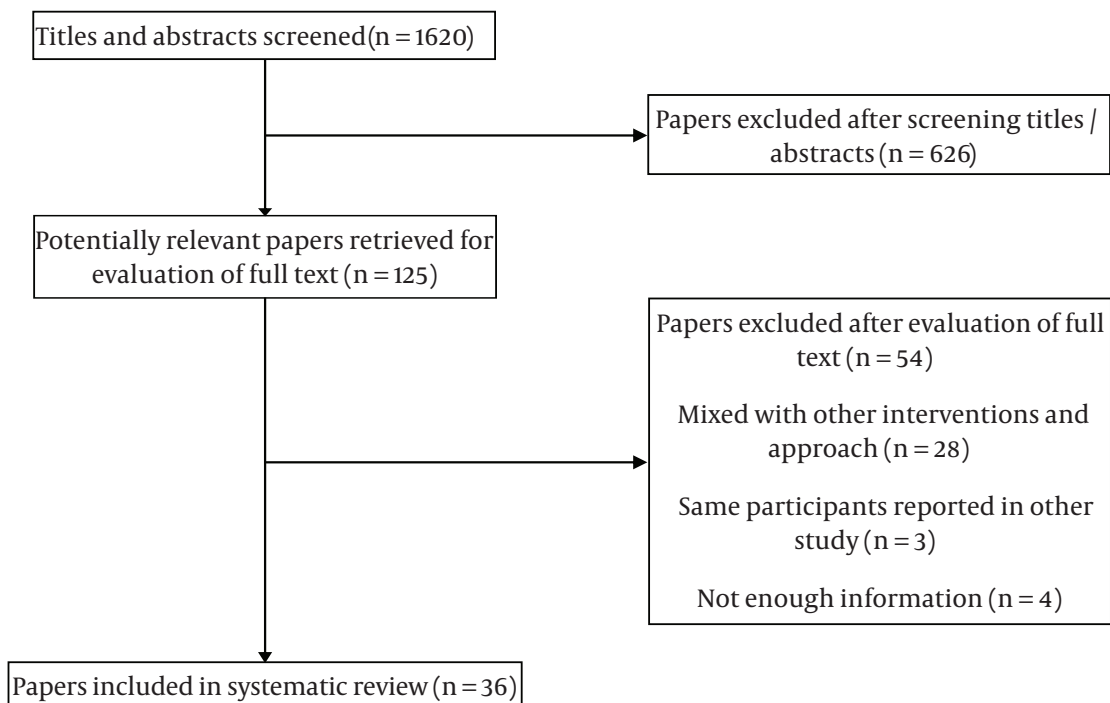 Titles and abstracts screened(n = 1620)
Papers excluded after screening titles /
abstracts (n = 626)
Potentially relevant papers retrieved for
evaluation of full text (n = 125)
Papers excluded after evaluation of full
text (n = 54)
Mixed with other interventions and
approach (n = 28)
Same participants reported in other
study (n = 3)
Not enough information (n = 4)
Papers included in systematic review (n = 36)